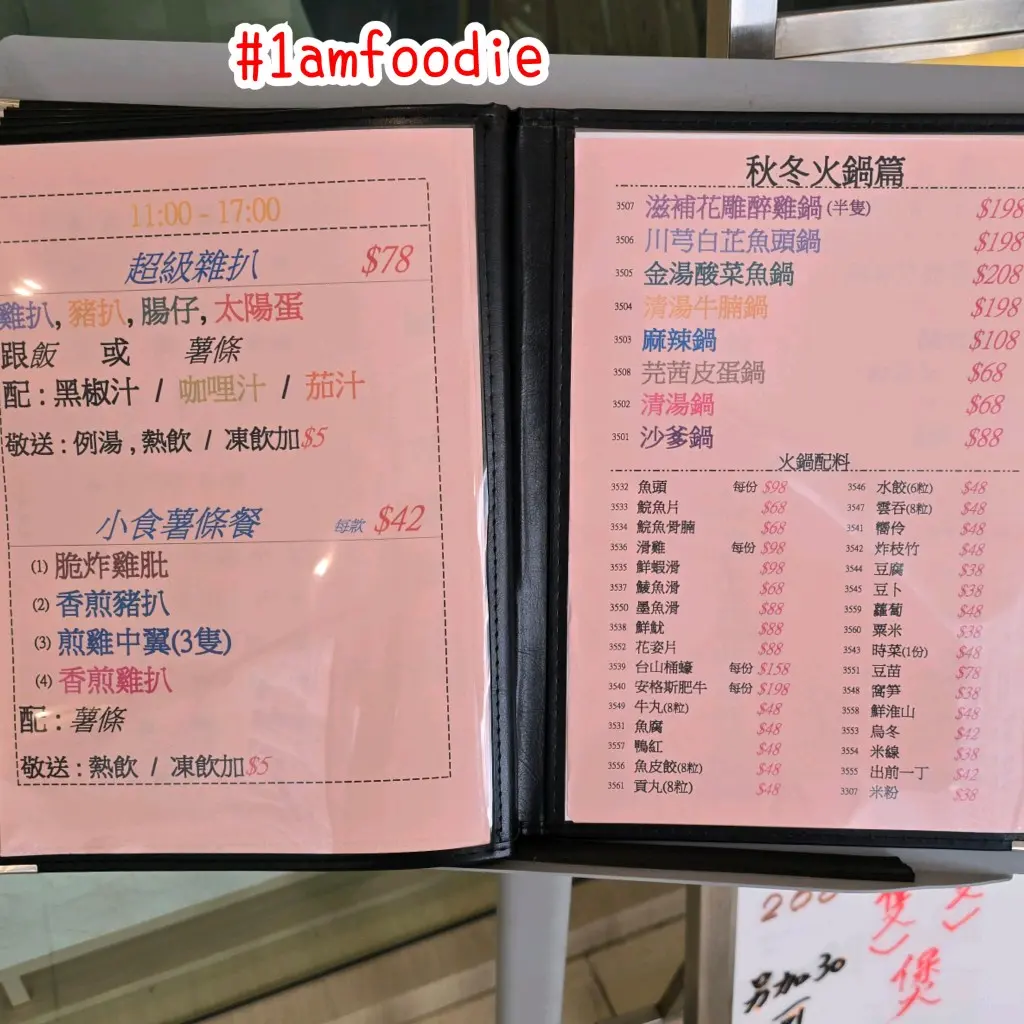 #1amfoodie
11:00 - 17:00
超級雜扒 $78
雞扒, 豬扒, 腸仔, 太陽蛋
跟飯 或 薯條
配 : 黑椒汁 / 咖哩汁 / 茄汁
敬送 : 例湯 , 熱飲 / 凍飲加$5
小食薯條餐 每款 $42
(1) 脆炸雞肶
(2) 香煎豬扒
(3) 煎雞中翼(3隻)
(4) 香煎雞扒
配 : 薯條
敬送 : 熱飲 / 凍飲加$5
秋冬火鍋篇
3507 滋補花雕醉雞鍋 (半隻) $198
3506 川芎白芷魚頭鍋 $198
3505 金湯酸菜魚鍋 $208
3504 清湯牛腩鍋 $198
3503 麻辣鍋 $108
3508 芫茜皮蛋鍋 $68
3502 清湯鍋 $68
3501 沙爹鍋 $88
火鍋配料
3532 魚頭 每份 $98
3533 鯇魚片 $68
3534 鯇魚骨腩 $68
3536 滑雞 每份 $98
3535 鮮蝦滑 $98
3537 鯪魚滑 $68
3550 墨魚滑 $88
3538 鮮魷 $88
3552 花姿片 $88
3539 台山桶蠔 每份 $158
3540 安格斯肥牛 每份 $198
3549 牛丸(8粒) $48
3531 魚腐 $48
3557 鴨紅 $48
3556 魚皮餃(8粒) $48
3561 貢丸(8粒) $48
3546 水餃(6粒) $48
3547 雲吞(8粒) $48
3541 嚮伶 $48
3542 炸枝竹 $48
3544 豆腐 $38
3545 豆卜 $38
3559 蘿蔔 $48
3560 粟米 $38
3543 時菜(1份) $48
3551 豆苗 $78
3548 窩笋 $38
3558 鮮淮山 $48
3553 烏冬 $42
3554 米線 $38
3555 出前一丁 $42
3307 米粉 $38
另加30
煲